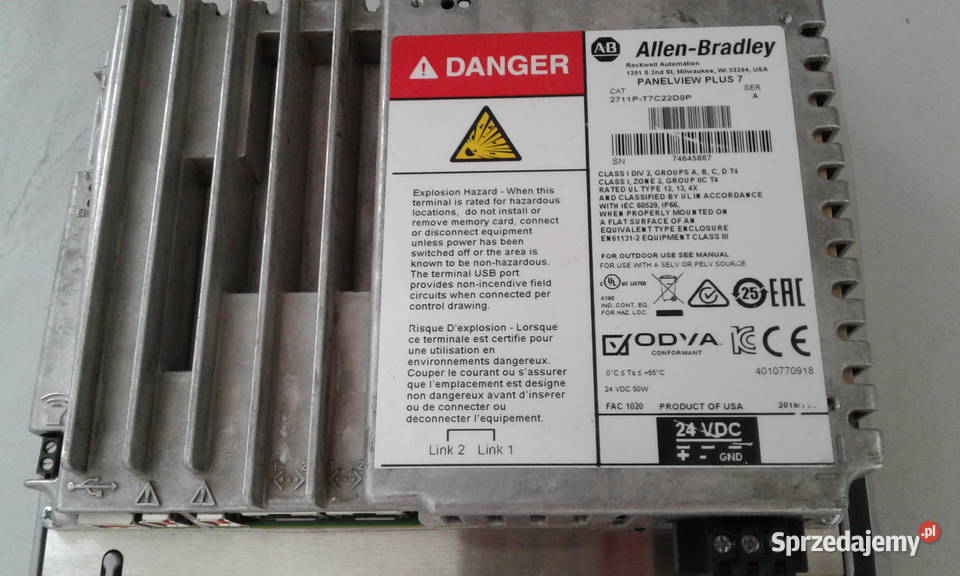 DANGER
Explosion Hazard - When this
terminal is rated for hazardous
locations, do not install or
remove memory card, connect
or disconnect equipment
unless power has been
switched off or the area is
known to be non-hazardous.
The terminal USB port
provides non-incendive field
circuits when connected per
control drawing.
Risque D'explosion - Lorsque
ce terminale est certifié pour
une utilisation en
environnements dangereux.
Couper le courant ou s'assurer
que l'emplacement est designe
non dangereux avant d'inserer
ou de connecter ou
deconnecter l'equipement.
Link 2 Link 1
AB Allen-Bradley
Rockwell Automation
1201 S 2nd St, Milwaukee, WI 53204, USA
PANELVIEW PLUS 7
CAT SER
2711P-T7C22D9P A
SN 74645887
CLASS I DIV 2, GROUPS A, B, C, D T4
CLASS I, ZONE 2, GROUP IIC T4
RATED UL TYPE 12, 13, 4X
AND CLASSIFIED BY UL IN ACCORDANCE
WITH IEC 60529, IP66,
WHEN PROPERLY MOUNTED ON
A FLAT SURFACE OF AN
EQUIVALENT TYPE ENCLOSURE
EN61131-2 EQUIPMENT CLASS III
FOR OUTDOOR USE SEE MANUAL
FOR USE WITH A SELV OR PELV SOURCE
c UL US LISTED 25 EAC
A196
IND. CONT. EQ.
FOR HAZ. LOC.
ODVA KC CE
CONFORMANT
0°C ≤ Ta ≤ +55°C 4010770918
24 VDC 50W
FAC 1020 PRODUCT OF USA
24 VDC
+ - GND
Sprzedajemy.pl